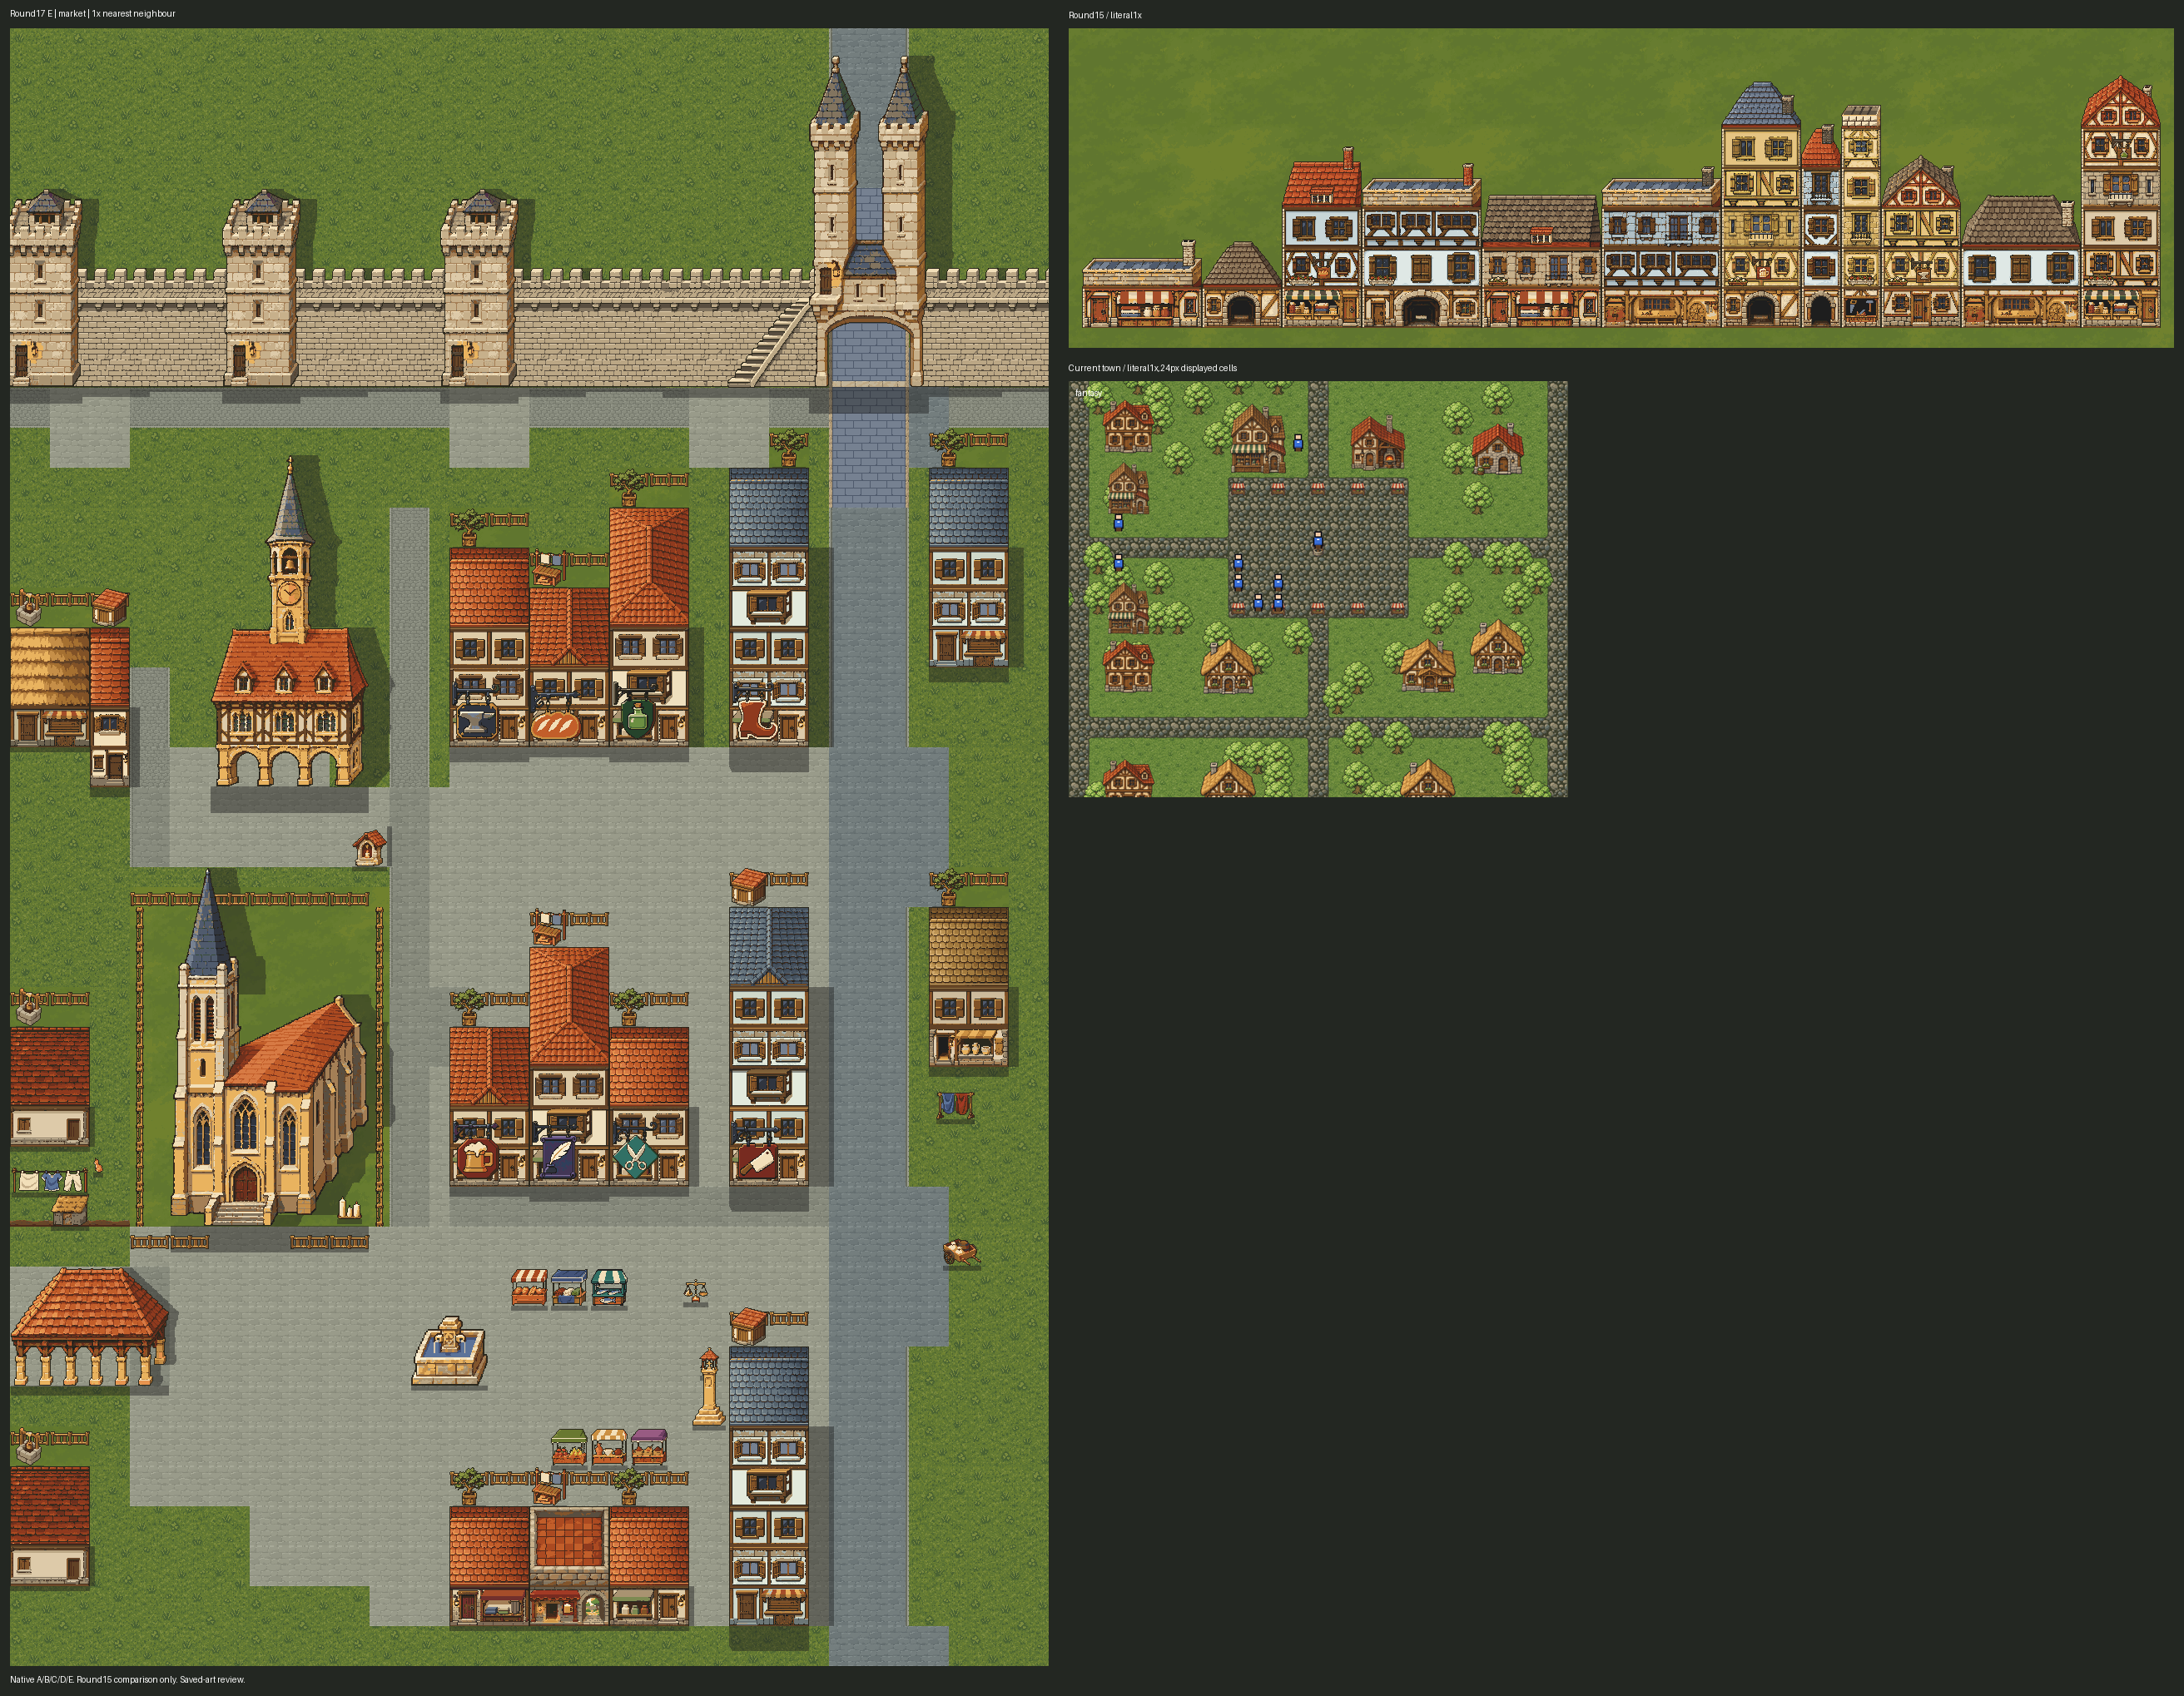 Round17 E | market | 1x nearest neighbour
Round15 / literal1x
Current town / literal1x,24px displayed cells
Native A/B/C/D/E. Round15 comparison only. Saved-art review.